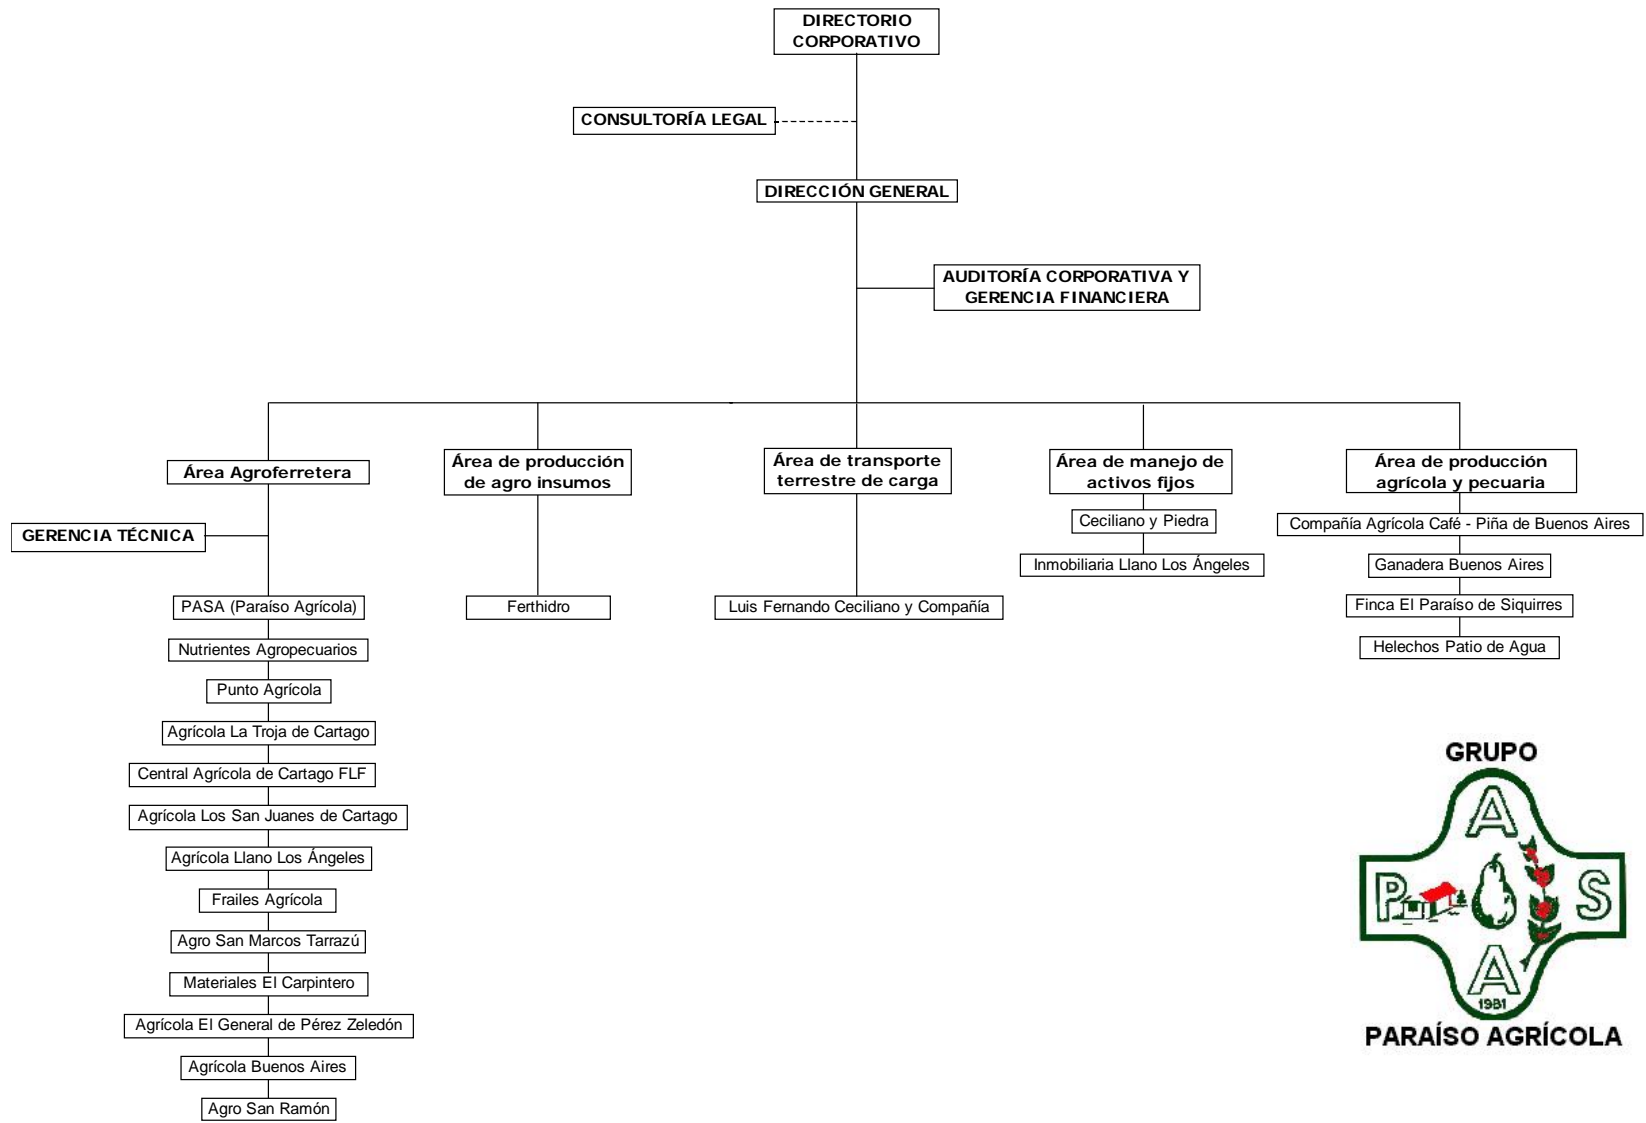 DIRECTORIO
CORPORATIVO
CONSULTORÍA LEGAL
DIRECCIÓN GENERAL
AUDITORÍA CORPORATIVA Y
GERENCIA FINANCIERA
Área Agroferretera
GERENCIA TÉCNICA
PASA (Paraíso Agrícola)
Nutrientes Agropecuarios
Punto Agrícola
Agrícola La Troja de Cartago
Central Agrícola de Cartago FLF
Agrícola Los San Juanes de Cartago
Agrícola Llano Los Ángeles
Frailes Agrícola
Agro San Marcos Tarrazú
Materiales El Carpintero
Agrícola El General de Pérez Zeledón
Agrícola Buenos Aires
Agro San Ramón
Área de producción
de agro insumos
Ferthidro
Área de transporte
terrestre de carga
Luis Fernando Ceciliano y Compañía
Área de manejo de
activos fijos
Ceciliano y Piedra
Inmobiliaria Llano Los Ángeles
Área de producción
agrícola y pecuaria
Compañía Agrícola Café - Piña de Buenos Aires
Ganadera Buenos Aires
Finca El Paraíso de Siquirres
Helechos Patio de Agua
GRUPO
A
P S
A
1981
PARAÍSO AGRÍCOLA